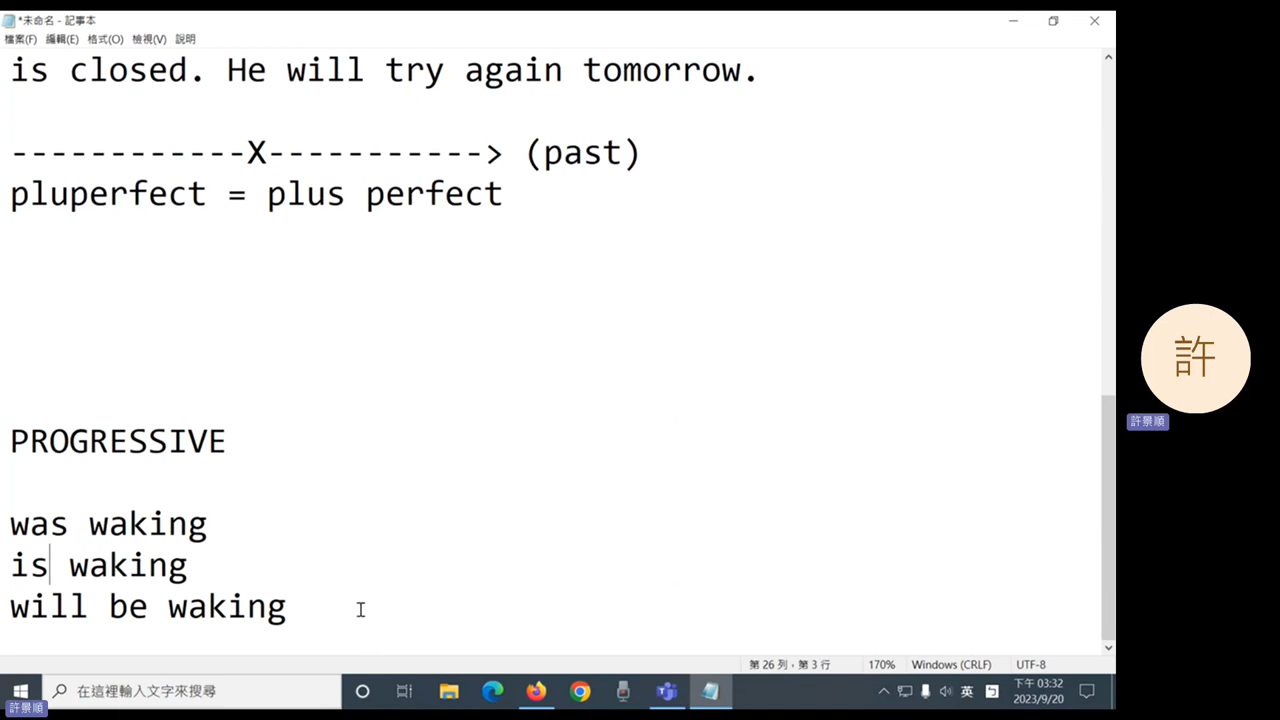 *未命名 - 記事本
檔案(F) 編輯(E) 格式(O) 檢視(V) 說明
is closed. He will try again tomorrow.
------------X-----------> (past)
pluperfect = plus perfect
許
許景順
PROGRESSIVE
was waking
is waking
will be waking
第 26 列，第 3 行 170% Windows (CRLF) UTF-8
在這裡輸入文字來搜尋
英
下午 03:32
2023/9/20
許景順